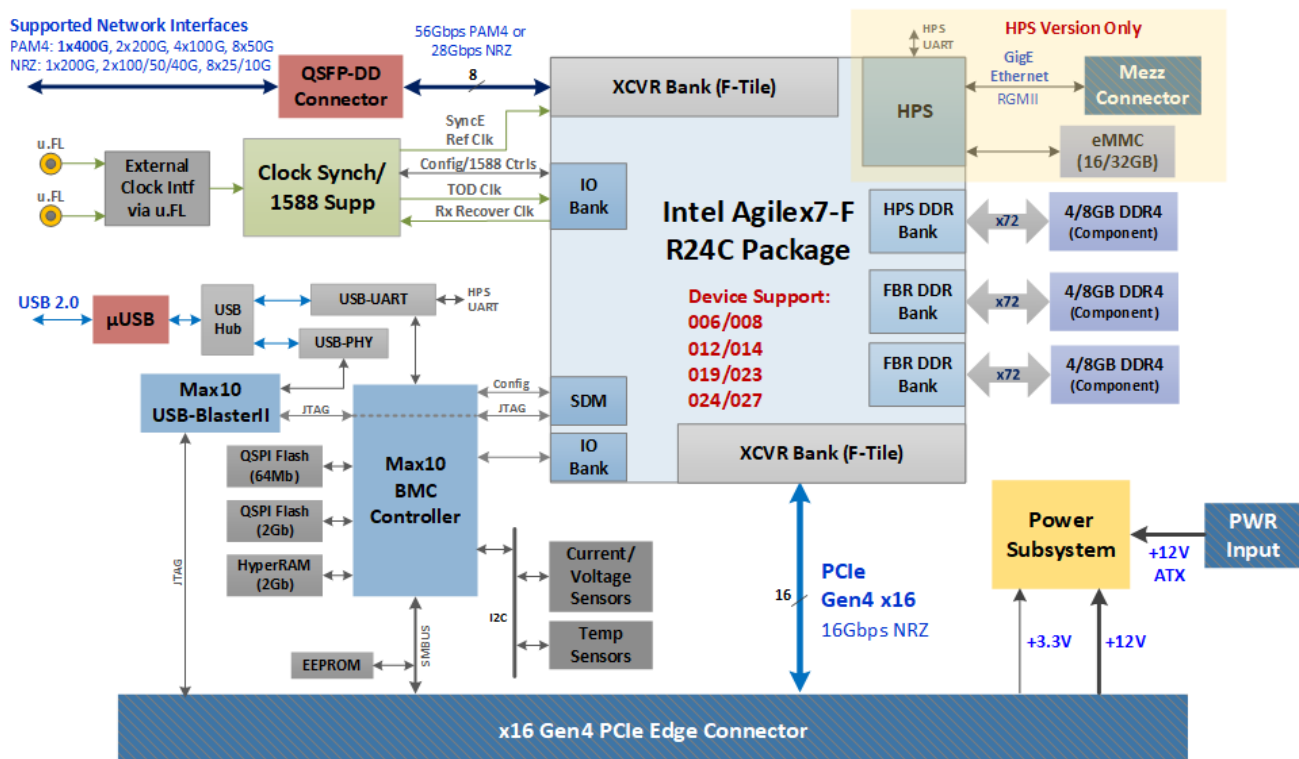 Supported Network Interfaces
PAM4: 1x400G, 2x200G, 4x100G, 8x50G
NRZ: 1x200G, 2x100/50/40G, 8x25/10G
QSFP-DD
Connector
56Gbps PAM4 or
28Gbps NRZ
8
XCVR Bank (F-Tile)
HPS
UART
HPS Version Only
HPS
GigE
Ethernet
RGMII
Mezz
Connector
eMMC
(16/32GB)
u.FL
u.FL
External
Clock Intf
via u.FL
Clock Synch/
1588 Supp
SyncE
Ref Clk
Config/1588 Ctrls
TOD Clk
Rx Recover Clk
IO
Bank
Intel Agilex7-F
R24C Package
Device Support:
006/008
012/014
019/023
024/027
HPS DDR
Bank
x72
4/8GB DDR4
(Component)
FBR DDR
Bank
x72
4/8GB DDR4
(Component)
FBR DDR
Bank
x72
4/8GB DDR4
(Component)
USB 2.0
µUSB
USB
Hub
USB-UART
HPS
UART
USB-PHY
Max10
USB-BlasterII
JTAG
Config
JTAG
SDM
IO
Bank
XCVR Bank (F-Tile)
QSPI Flash
(64Mb)
QSPI Flash
(2Gb)
HyperRAM
(2Gb)
Max10
BMC
Controller
JTAG
I2C
Current/
Voltage
Sensors
Temp
Sensors
EEPROM
SMBUS
16
PCIe
Gen4 x16
16Gbps NRZ
Power
Subsystem
PWR
Input
+12V
ATX
+3.3V
+12V
x16 Gen4 PCIe Edge Connector